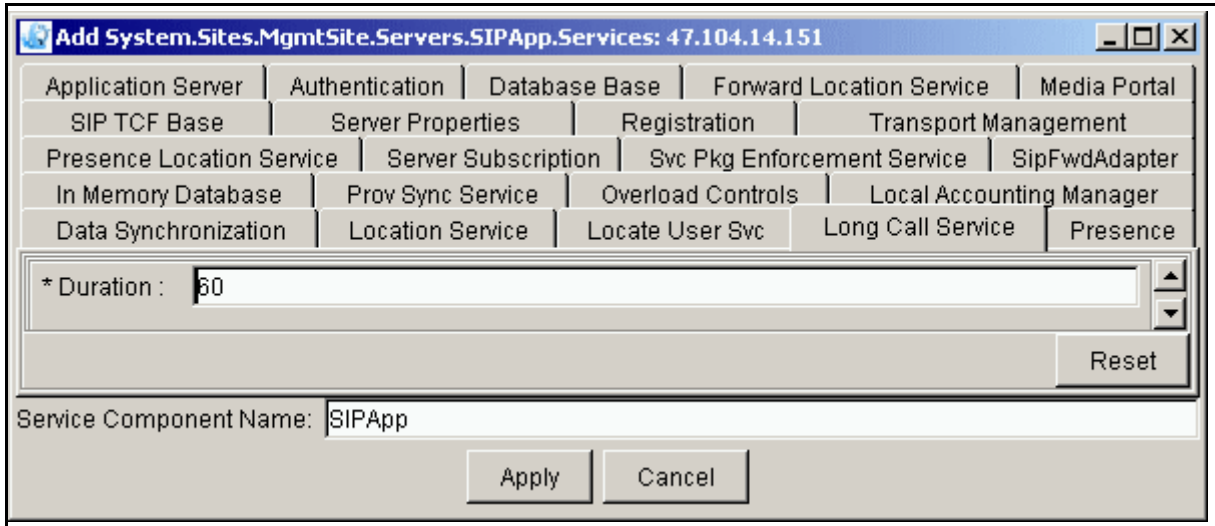 Add System.Sites.MgmtSite.Servers.SIPApp.Services: 47.104.14.151
Application Server Authentication Database Base Forward Location Service Media Portal
SIP TCF Base Server Properties Registration Transport Management
Presence Location Service Server Subscription Svc Pkg Enforcement Service SipFwdAdapter
In Memory Database Prov Sync Service Overload Controls Local Accounting Manager
Data Synchronization Location Service Locate User Svc Long Call Service Presence
* Duration : 60
Reset
Service Component Name: SIPApp
Apply Cancel